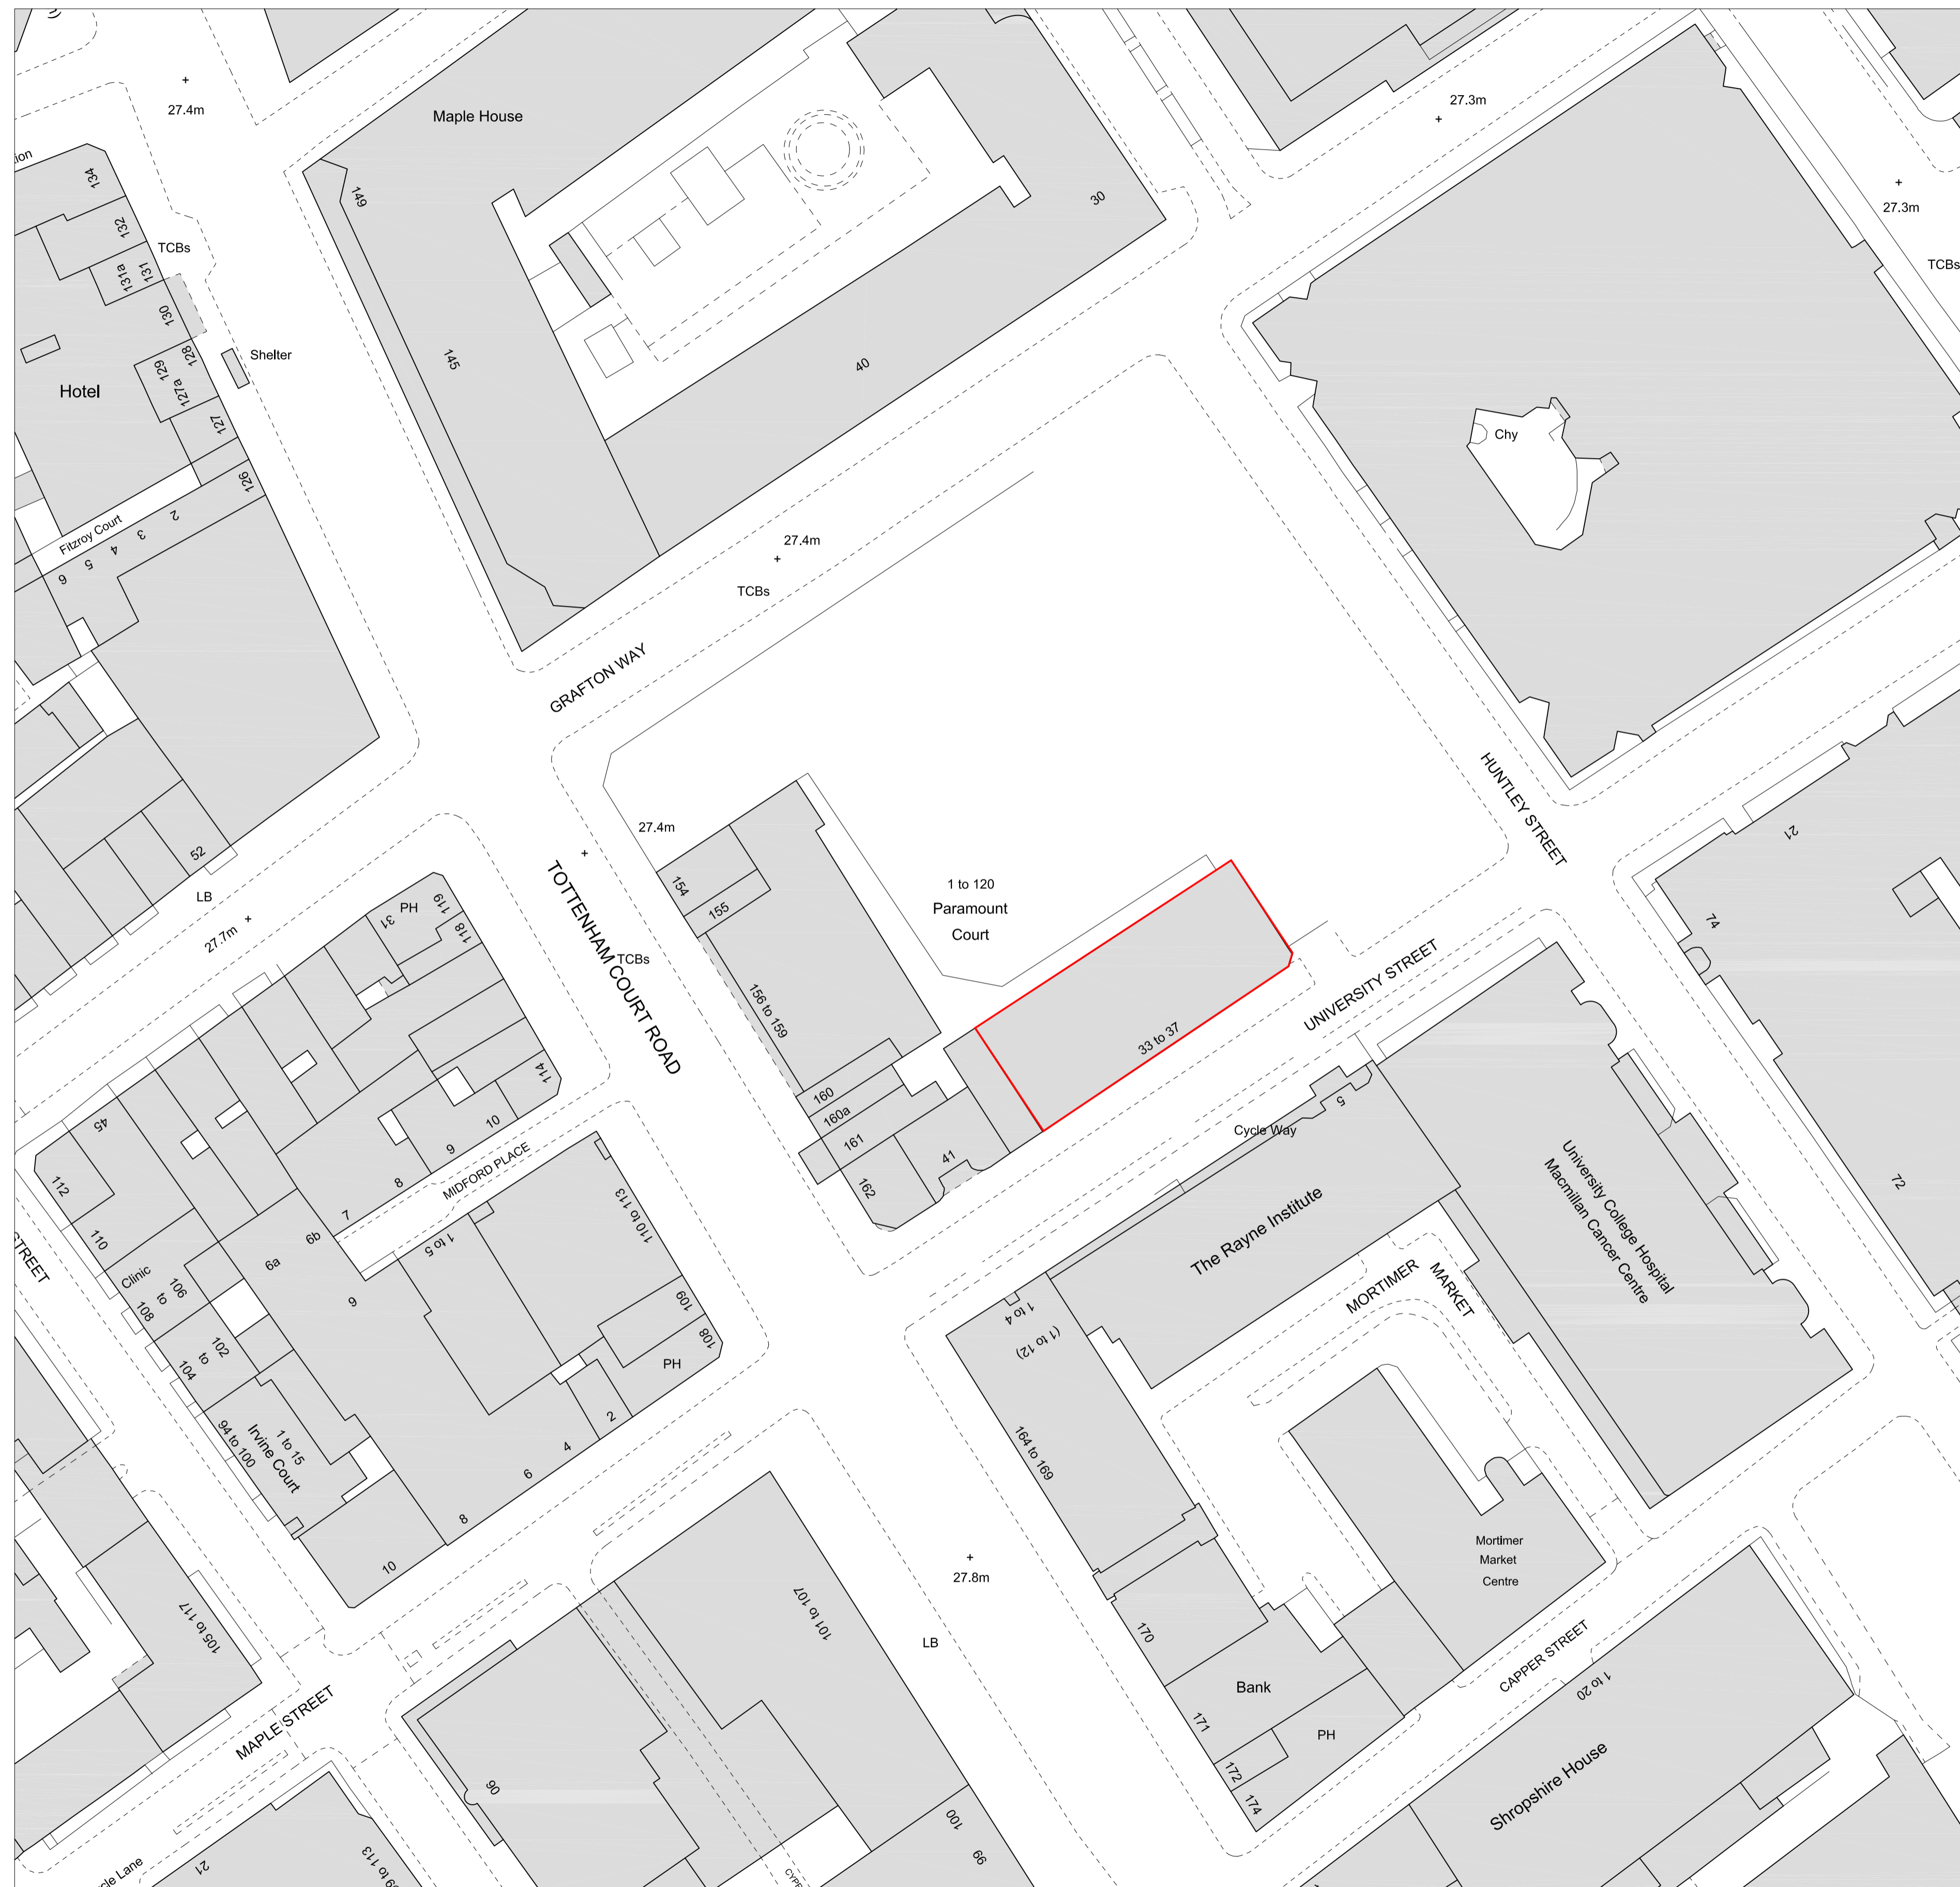 27.4m
Maple House
27.3m
149
30
27.3m
134
132
TCBs
TCBs
131
131a
130
Shelter
128
129
127a
127
Hotel
145
40
Chy
126
Fitzroy Court
2
3
4
5
6
27.4m
TCBs
GRAFTON WAY
HUNTLEY STREET
27.4m
52
LB
27.7m
21
74
154
155
1 to 120
Paramount
Court
PH
31
119
118
TOTTENHAM COURT ROAD
TCBs
156 to 159
UNIVERSITY STREET
33 to 37
114
10
9
8
7
6b
6a
9
45
112
110
160
160a
161
162
41
5
Cycle Way
MIDFORD PLACE
1 to 5
110 to 113
109
108
PH
The Rayne Institute
University College Hospital
Macmillan Cancer Centre
72
STREET
Clinic
106
to
108
102
to
104
1 to 4
(1 to 12)
MORTIMER
MARKET
1 to 15
Irvine Court
94 to 100
2
4
6
8
10
164 to 169
Mortimer
Market
Centre
27.8m
105 to 117
101 to 107
LB
170
Bank
171
172
174
PH
CAPPER STREET
1 to 20
Shropshire House
MAPLE STREET
90
100
99
21